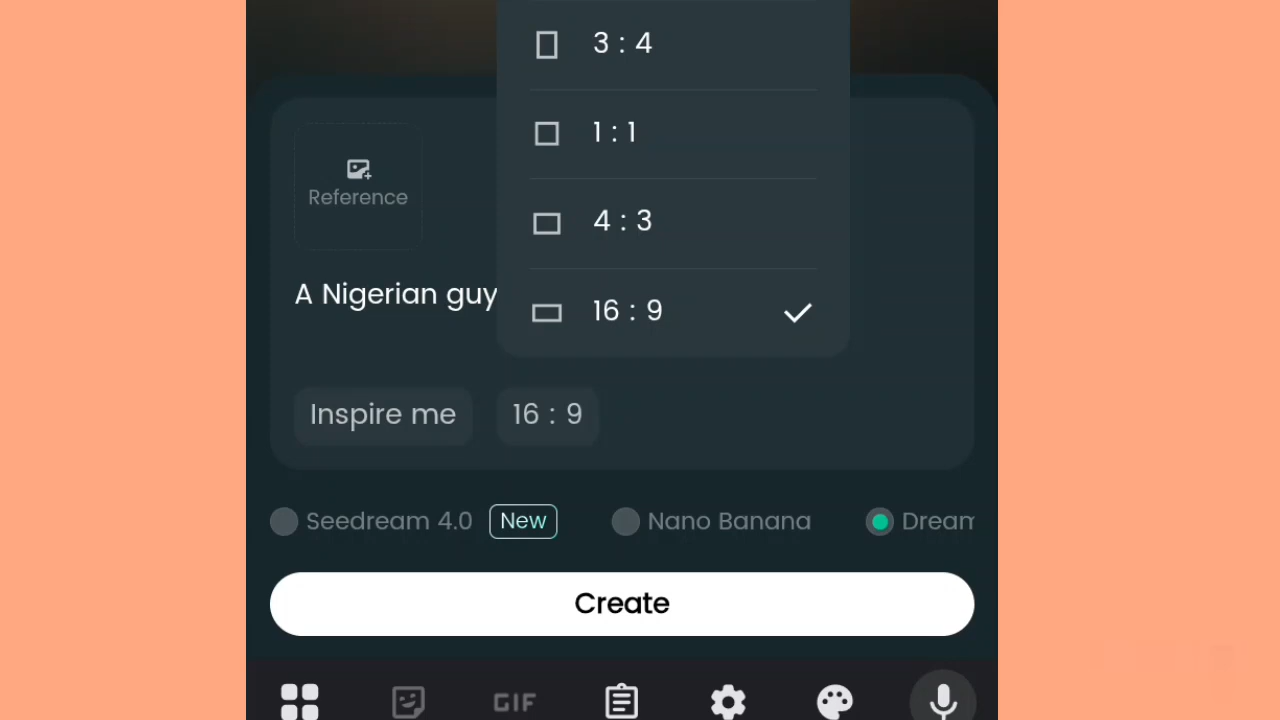 3 : 4
1 : 1
Reference
4 : 3
A Nigerian guy
16 : 9
Inspire me
16 : 9
Seedream 4.0
New
Nano Banana
Dream
Create
GIF